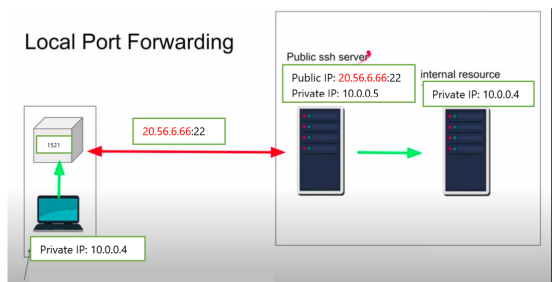 Local Port Forwarding
Public ssh server
Public IP: 20.56.6.66:22
Private IP: 10.0.0.5
internal resource
Private IP: 10.0.0.4
20.56.6.66:22
1521
Private IP: 10.0.0.4